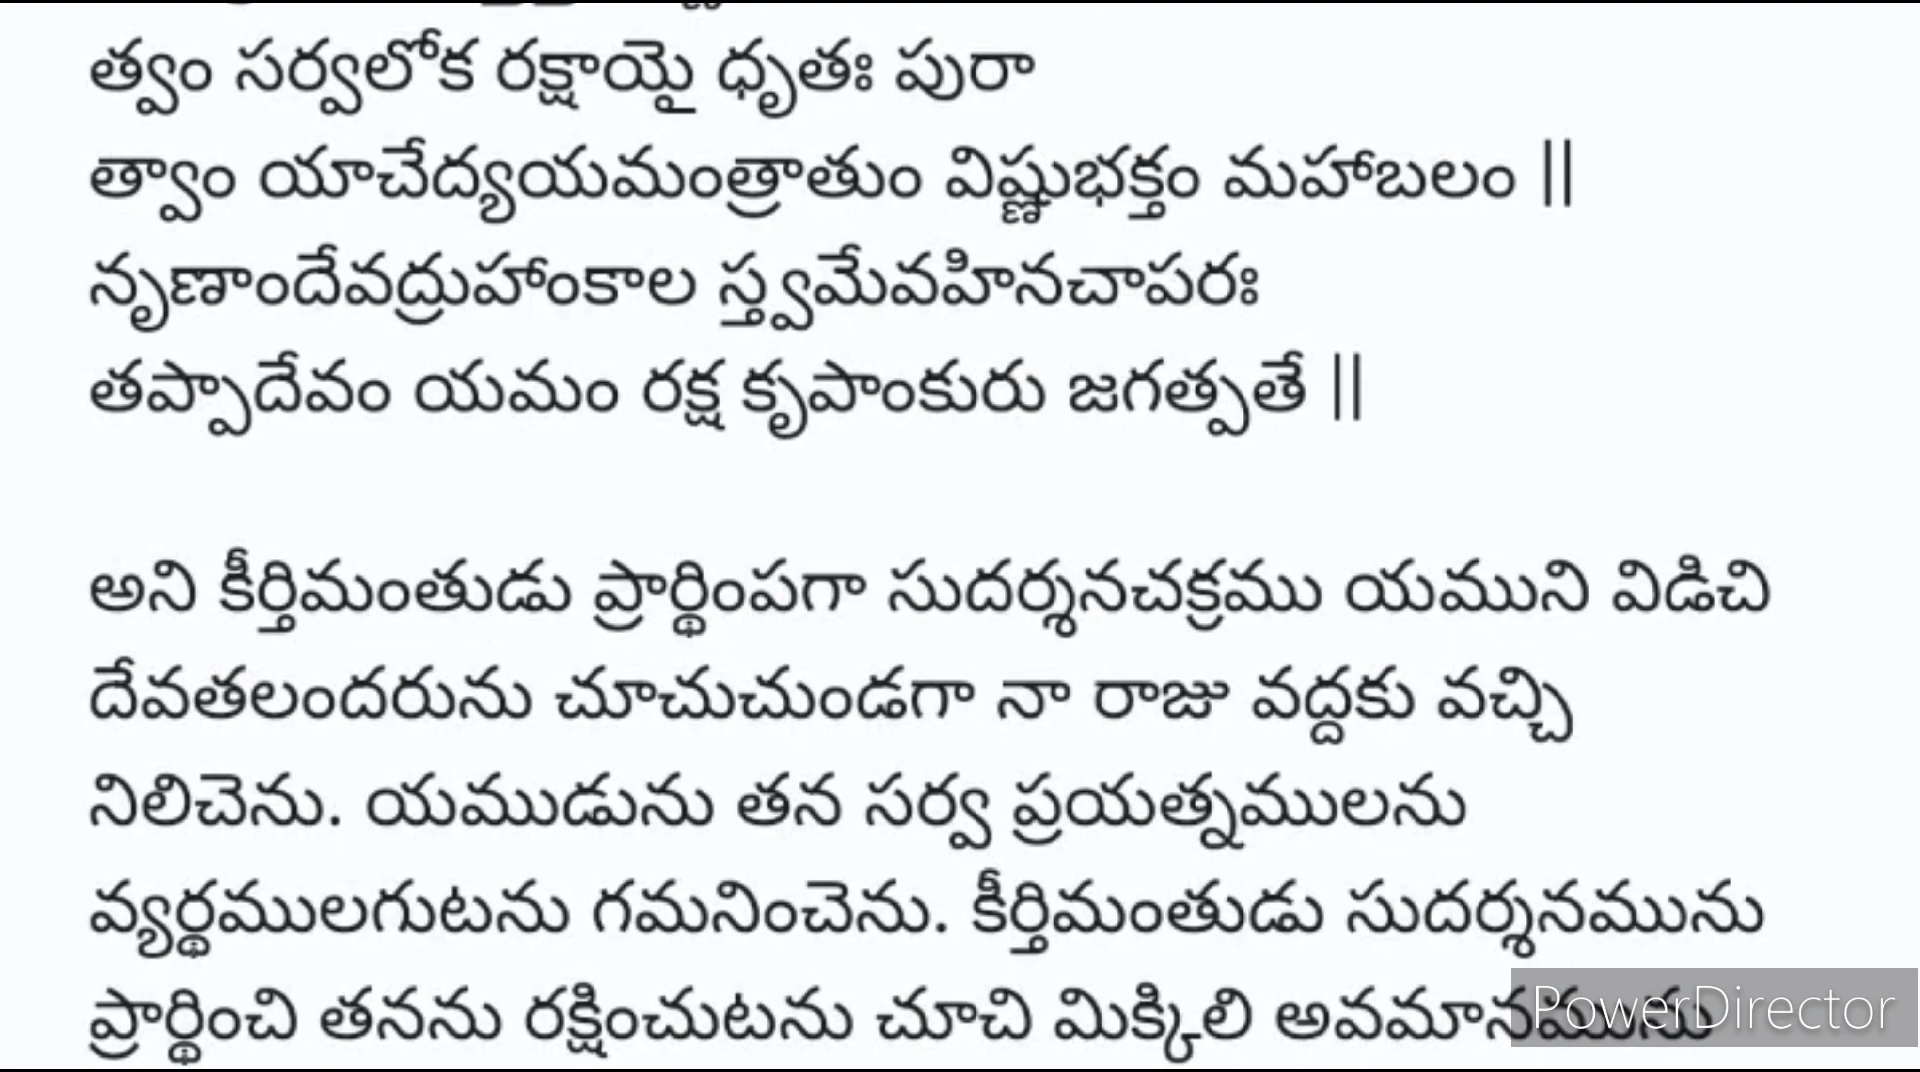 త్వం సర్వలోక రక్షాయై ధృతః పురా
త్వాం యాచేద్యయమంత్రాతుం విష్ణుభక్తం మహాబలం ||
నృణాందేవద్రుహాంకాల స్త్వమేవహినచాపరః
తప్పాదేవం యమం రక్ష కృపాంకురు జగత్పతే ||
అని కీర్తిమంతుడు ప్రార్థింపగా సుదర్శనచక్రము యముని విడిచి
దేవతలందరును చూచుచుండగా నా రాజు వద్దకు వచ్చి
నిలిచెను. యముడును తన సర్వ ప్రయత్నములను
వ్యర్థములగుటను గమనించెను. కీర్తిమంతుడు సుదర్శనమును
ప్రార్థించి తనను రక్షించుటను చూచి మిక్కిలి అవమానమును
PowerDirector